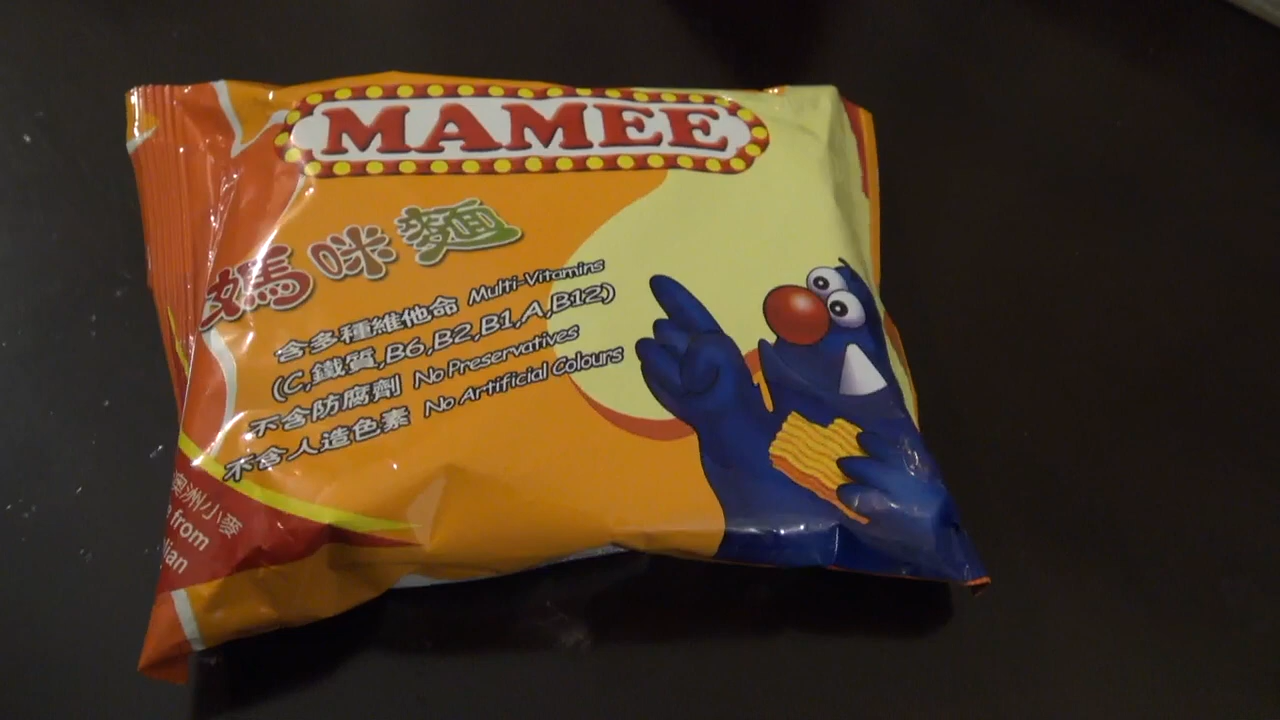 MAMEE
媽咪麵
含多種維他命 Multi-Vitamins
(C,鐵質,B6,B2,B1,A,B12)
不含防腐劑 No Preservatives
不含人造色素 No Artificial Colours
澳洲小麥
from